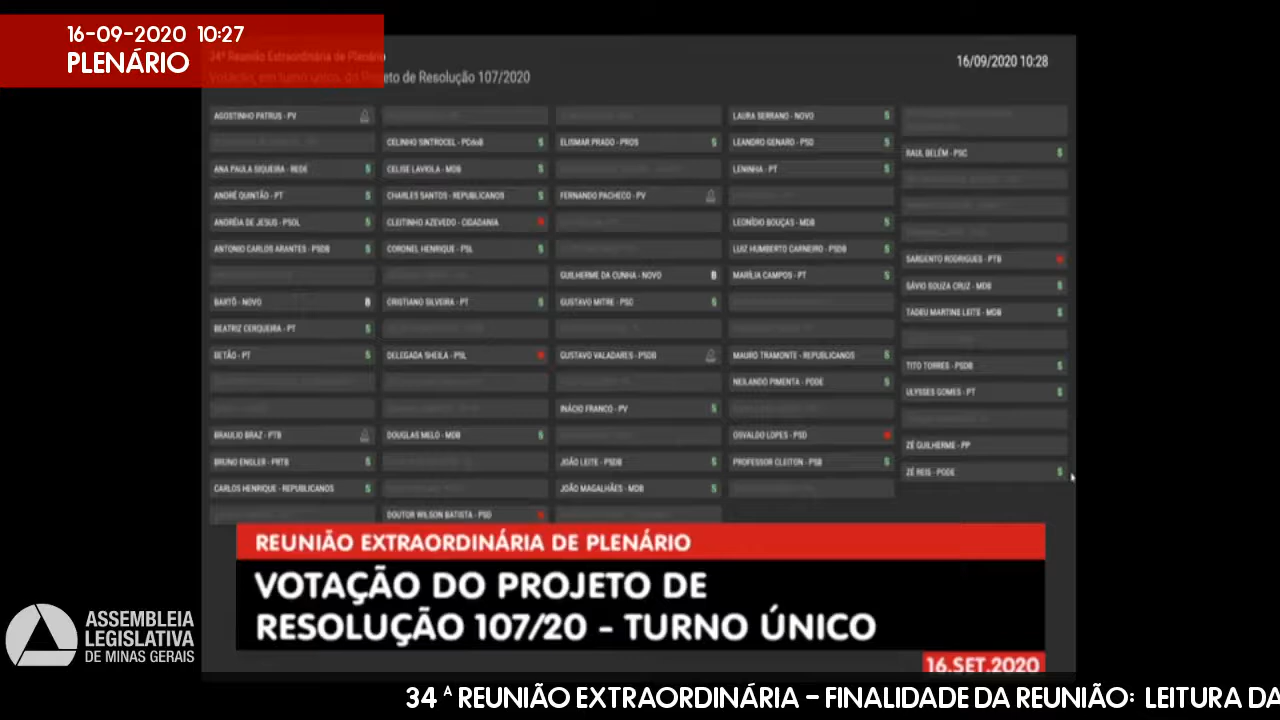 16-09-2020 10:27
PLENÁRIO
34ª Reunião Extraordinária de Plenário
Votação, em turno único, do Projeto de Resolução 107/2020
16/09/2020 10:28
AGOSTINHO PATRUS - PV
ANA PAULA SIQUEIRA - REDE S
ANDRÉ QUINTÃO - PT S
ANDRÉIA DE JESUS - PSOL S
ANTONIO CARLOS ARANTES - PSDB S
BARTÔ - NOVO B
BEATRIZ CERQUEIRA - PT S
BETÃO - PT S
BRAULIO BRAZ - PTB
BRUNO ENGLER - PRTB S
CARLOS HENRIQUE - REPUBLICANOS S
CELINHO SINTROCEL - PCdoB S
CELISE LAVIOLA - MDB S
CHARLES SANTOS - REPUBLICANOS S
CLEITINHO AZEVEDO - CIDADANIA
CORONEL HENRIQUE - PSL S
CRISTIANO SILVEIRA - PT S
DELEGADA SHEILA - PSL
DOUGLAS MELO - MDB S
DOUTOR WILSON BATISTA - PSD
ELISMAR PRADO - PROS S
FERNANDO PACHECO - PV
GUILHERME DA CUNHA - NOVO B
GUSTAVO MITRE - PSC S
GUSTAVO VALADARES - PSDB
INÁCIO FRANCO - PV S
JOÃO LEITE - PSDB S
JOÃO MAGALHÃES - MDB S
LAURA SERRANO - NOVO S
LEANDRO GENARO - PSD S
LENINHA - PT S
LEONÍDIO BOUÇAS - MDB S
LUIZ HUMBERTO CARNEIRO - PSDB S
MARÍLIA CAMPOS - PT S
MAURO TRAMONTE - REPUBLICANOS S
NEILANDO PIMENTA - PODE S
OSVALDO LOPES - PSD
PROFESSOR CLEITON - PSB S
RAUL BELÉM - PSC S
SARGENTO RODRIGUES - PTB
SÁVIO SOUZA CRUZ - MDB S
TADEU MARTINS LEITE - MDB S
TITO TORRES - PSDB S
ULYSSES GOMES - PT S
ZÉ GUILHERME - PP
ZÉ REIS - PODE S
REUNIÃO EXTRAORDINÁRIA DE PLENÁRIO
VOTAÇÃO DO PROJETO DE
RESOLUÇÃO 107/20 - TURNO ÚNICO
16.SET.2020
ASSEMBLEIA
LEGISLATIVA
DE MINAS GERAIS
34 ª REUNIÃO EXTRAORDINÁRIA – FINALIDADE DA REUNIÃO: LEITURA DA